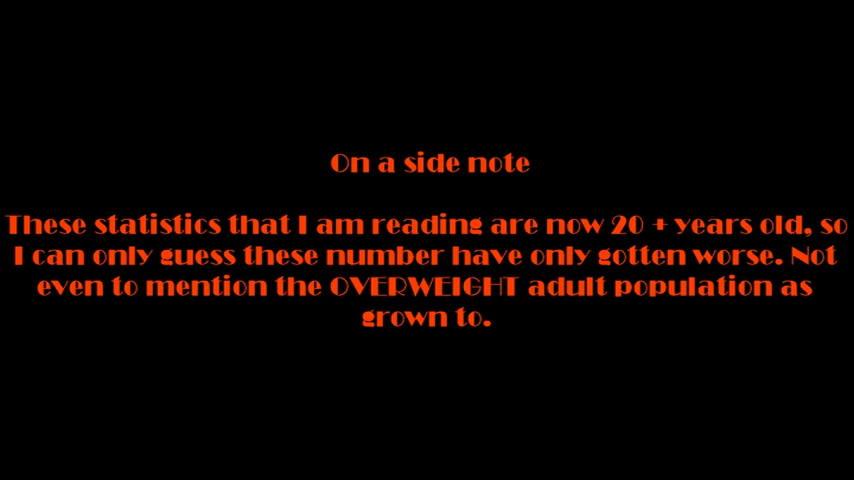 On a side note
These statistics that I am reading are now 20 + years old, so
I can only guess these number have only gotten worse. Not
even to mention the OVERWEIGHT adult population as
grown to.